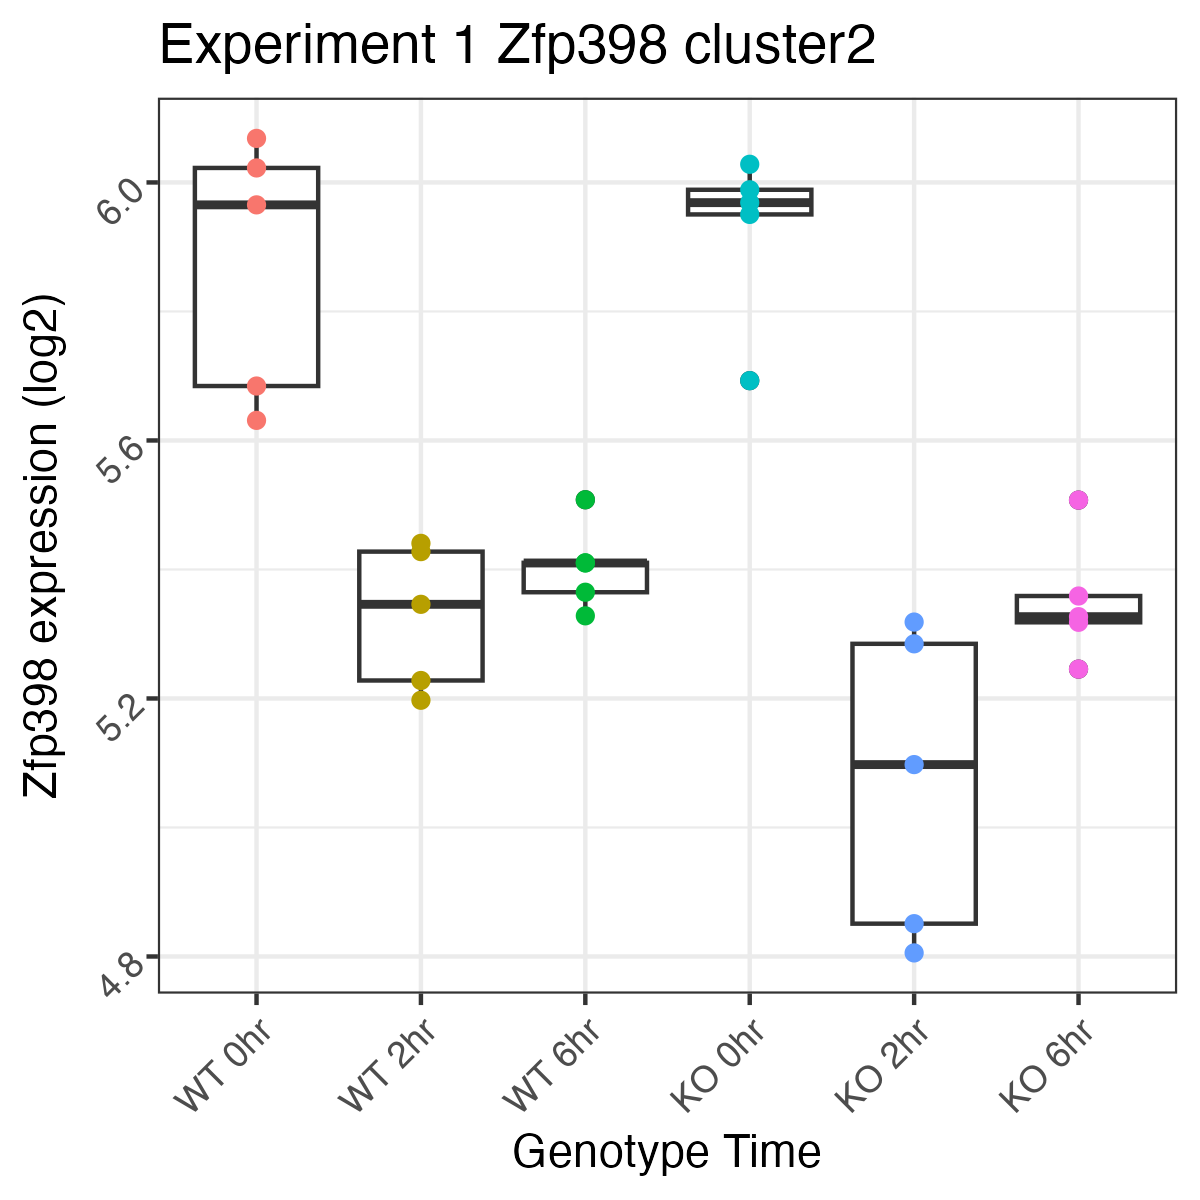 Experiment 1 Zfp398 cluster2
Zfp398 expression (log2)
6.0
5.6
5.2
4.8
WT 0hr
WT 2hr
WT 6hr
KO 0hr
KO 2hr
KO 6hr
Genotype Time